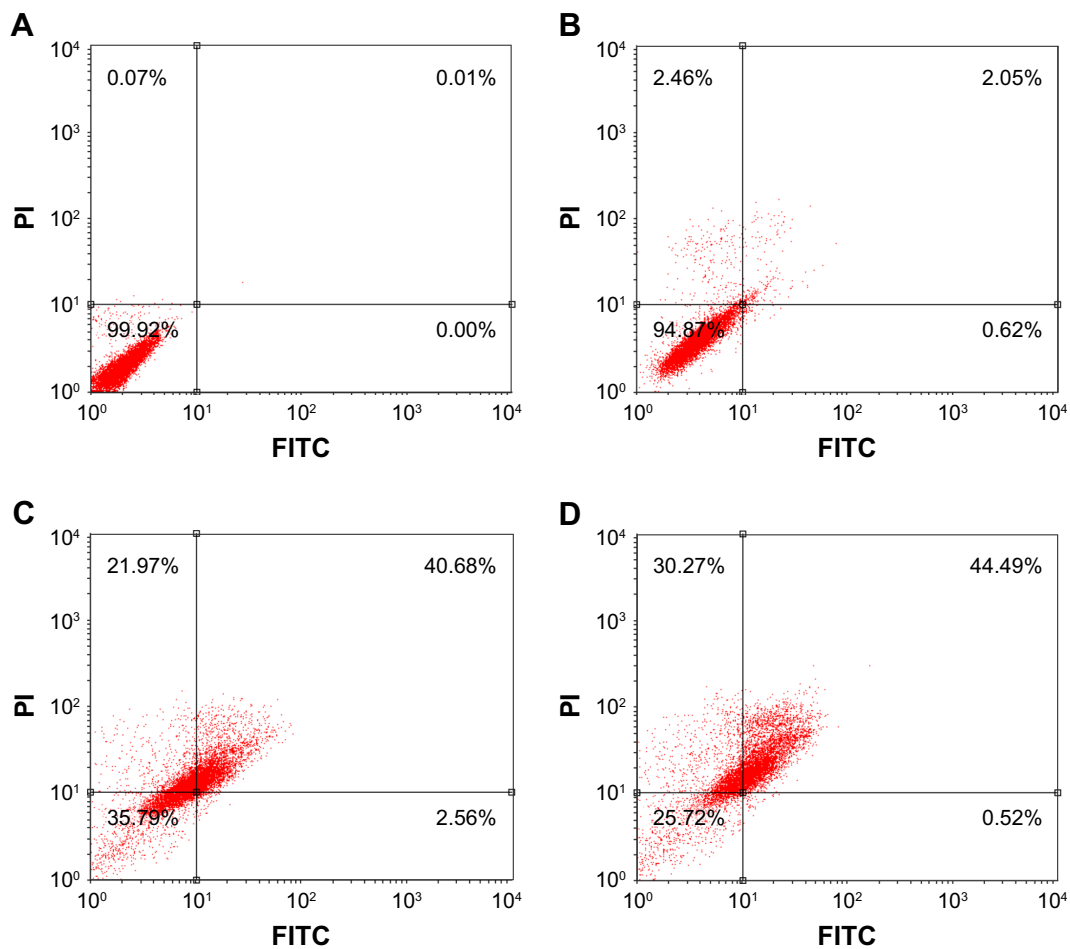 A
10⁴
0.07% 0.01%
10³
PI
10²
10¹
99.92% 0.00%
10⁰
10⁰ 10¹ 10² 10³ 10⁴
FITC
B
10⁴
2.46% 2.05%
10³
PI
10²
10¹
94.87% 0.62%
10⁰
10⁰ 10¹ 10² 10³ 10⁴
FITC
C
10⁴
21.97% 40.68%
10³
PI
10²
10¹
35.79% 2.56%
10⁰
10⁰ 10¹ 10² 10³ 10⁴
FITC
D
10⁴
30.27% 44.49%
10³
PI
10²
10¹
25.72% 0.52%
10⁰
10⁰ 10¹ 10² 10³ 10⁴
FITC